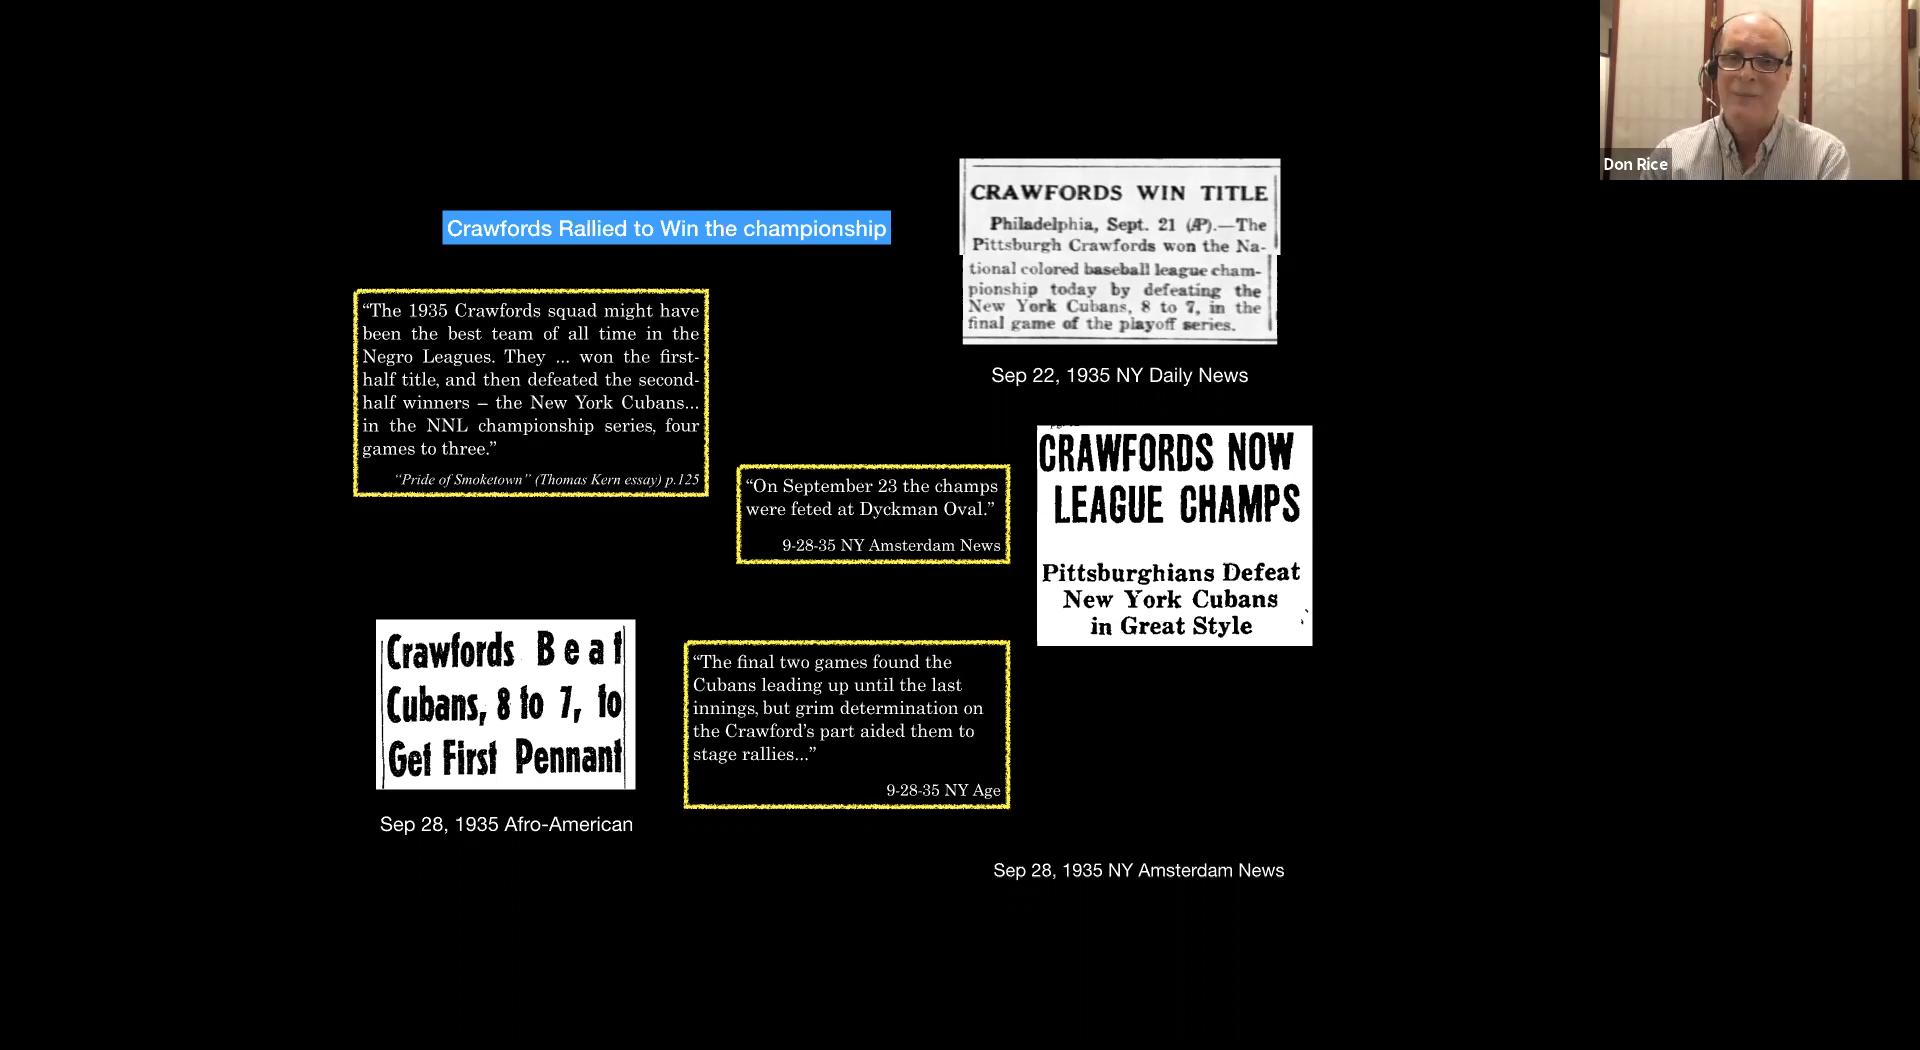 Don Rice
Crawfords Rallied to Win the championship
“The 1935 Crawfords squad might have
been the best team of all time in the
Negro Leagues. They ... won the first-
half title, and then defeated the second-
half winners – the New York Cubans...
in the NNL championship series, four
games to three.”
“Pride of Smoketown” (Thomas Kern essay) p.125
CRAWFORDS WIN TITLE
Philadelphia, Sept. 21 (AP).—The
Pittsburgh Crawfords won the Na-
tional colored baseball league cham-
pionship today by defeating the
New York Cubans, 8 to 7, in the
final game of the playoff series.
Sep 22, 1935 NY Daily News
“On September 23 the champs
were feted at Dyckman Oval.”
9-28-35 NY Amsterdam News
CRAWFORDS NOW
LEAGUE CHAMPS
Pittsburghians Defeat
New York Cubans
in Great Style
Crawfords Beat
Cubans, 8 to 7, to
Get First Pennant
Sep 28, 1935 Afro-American
“The final two games found the
Cubans leading up until the last
innings, but grim determination on
the Crawford’s part aided them to
stage rallies...”
9-28-35 NY Age
Sep 28, 1935 NY Amsterdam News